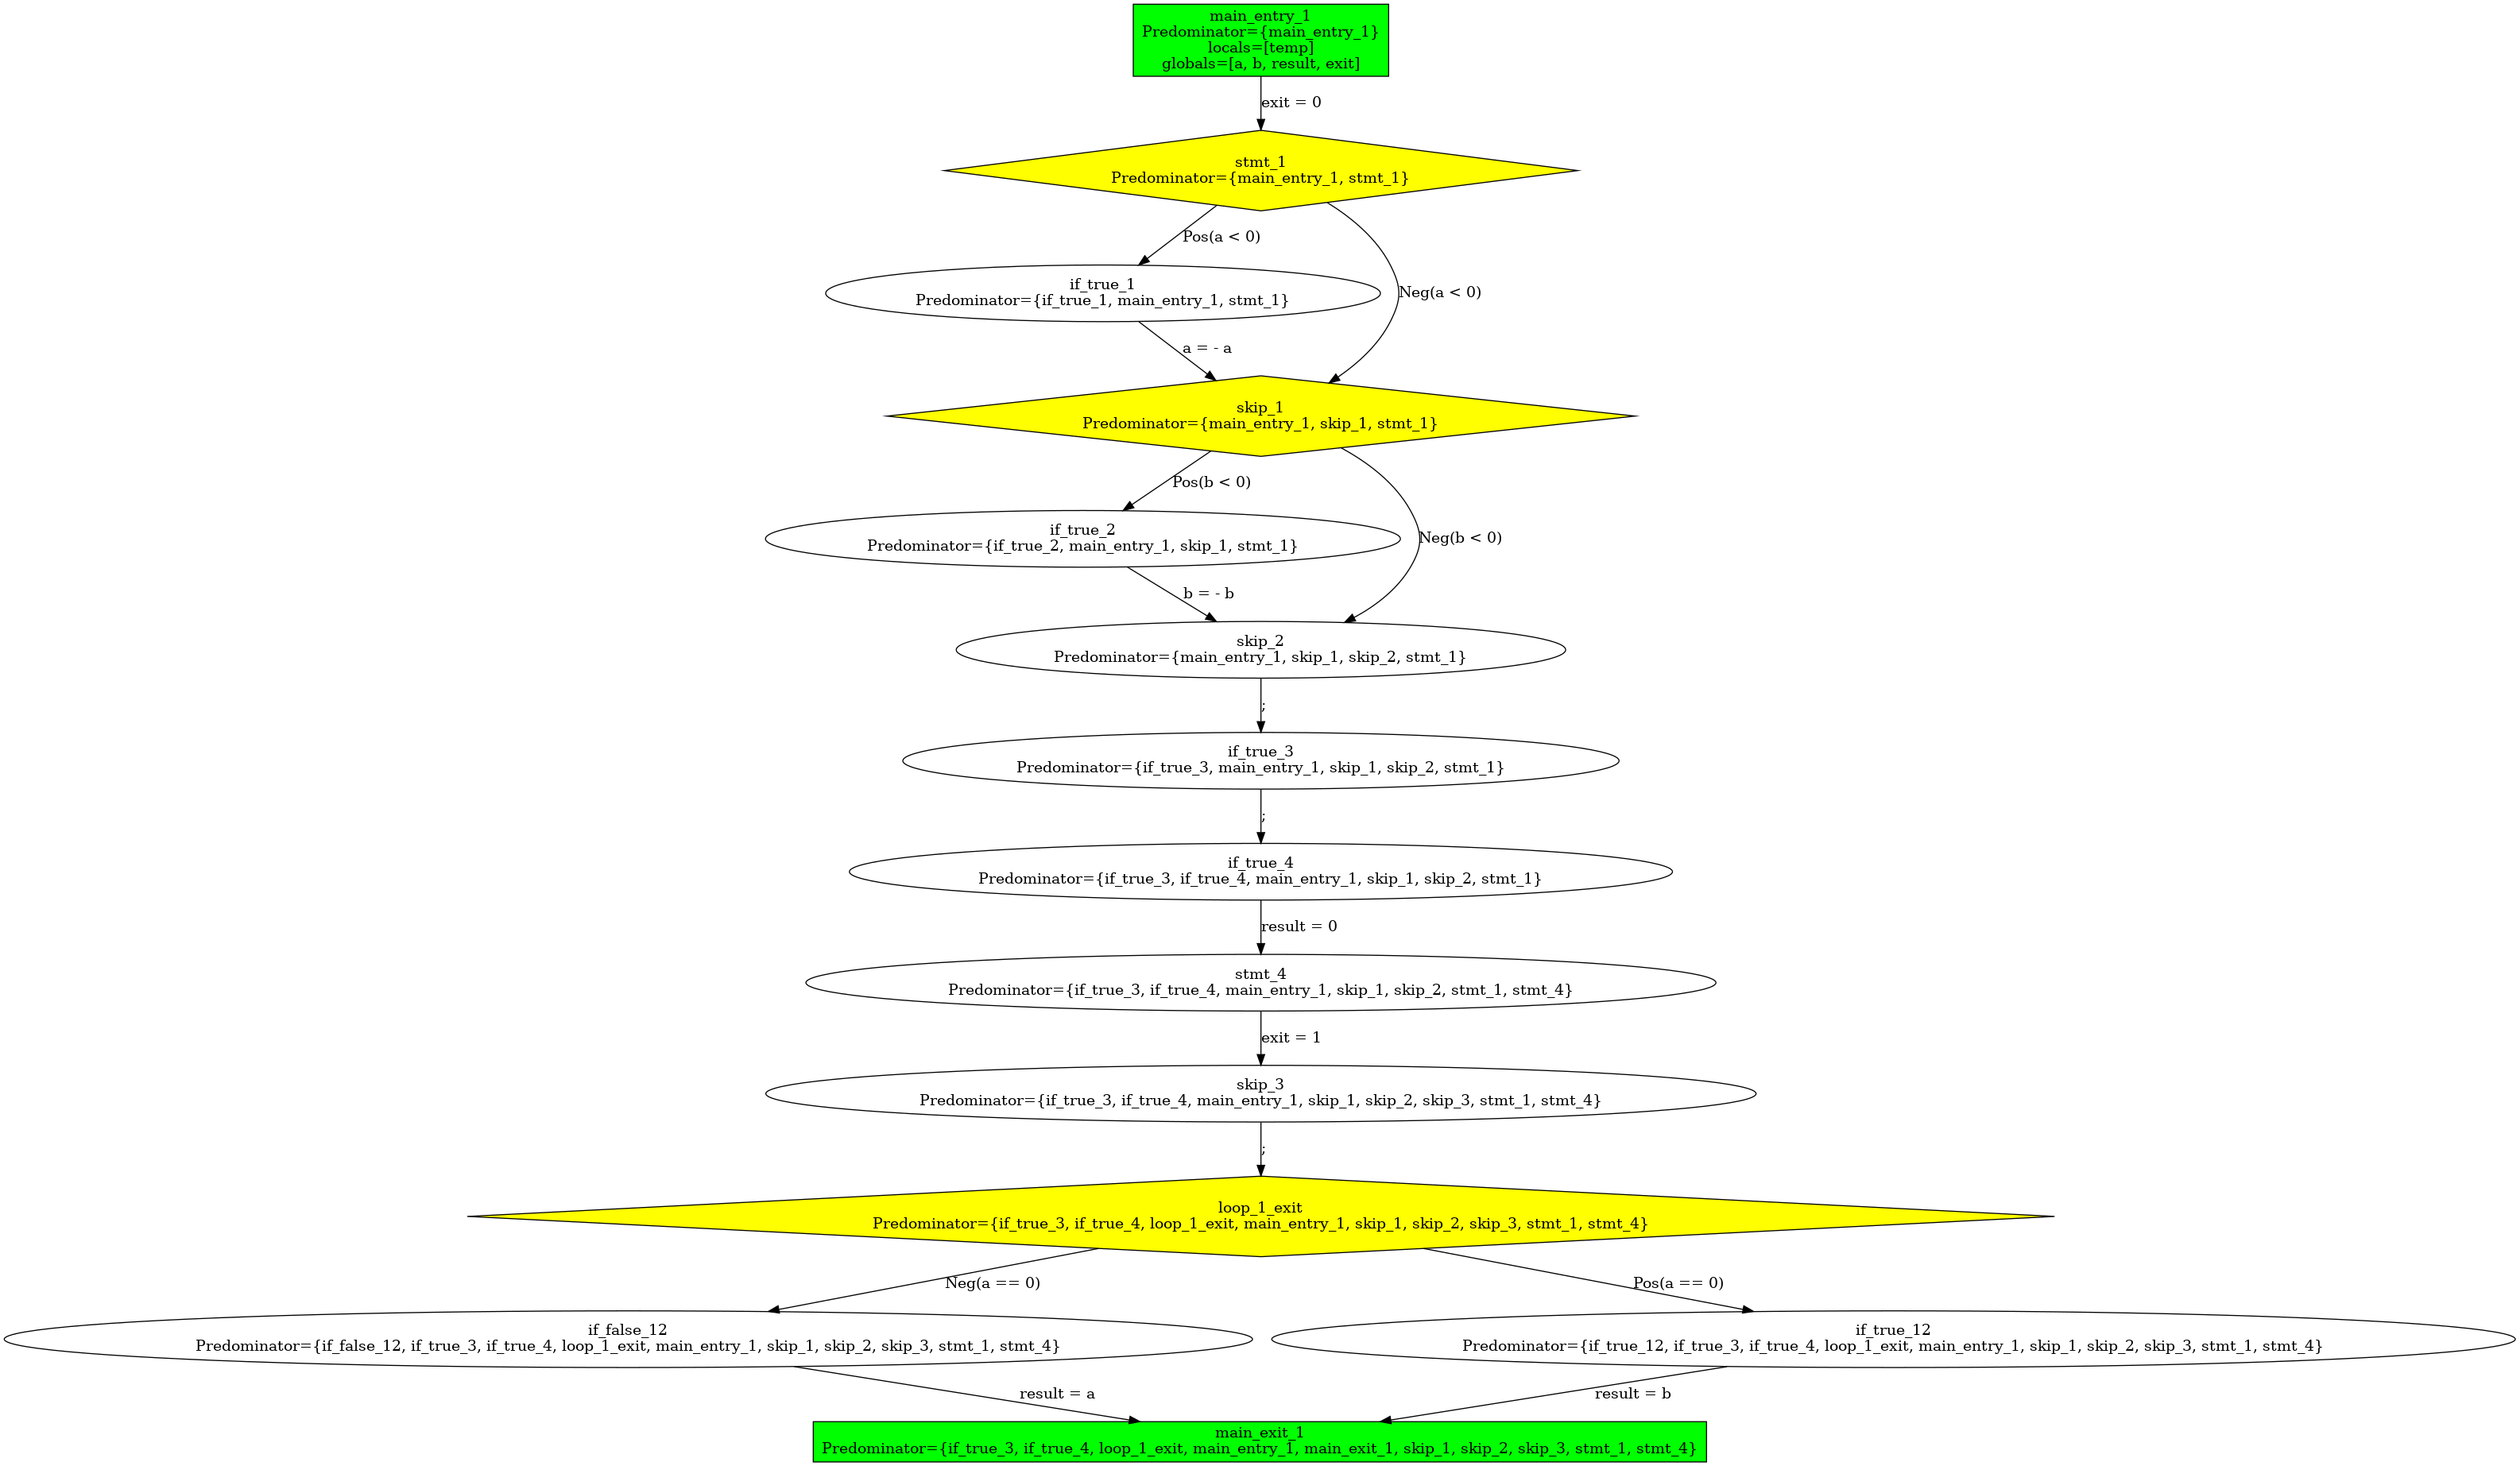 main_entry_1
Predominator={main_entry_1}
locals=[temp]
globals=[a, b, result, exit]
exit = 0
stmt_1
Predominator={main_entry_1, stmt_1}
Pos(a < 0)
if_true_1
Predominator={if_true_1, main_entry_1, stmt_1}
Neg(a < 0)
a = - a
skip_1
Predominator={main_entry_1, skip_1, stmt_1}
Pos(b < 0)
if_true_2
Predominator={if_true_2, main_entry_1, skip_1, stmt_1}
Neg(b < 0)
b = - b
skip_2
Predominator={main_entry_1, skip_1, skip_2, stmt_1}
;
if_true_3
Predominator={if_true_3, main_entry_1, skip_1, skip_2, stmt_1}
;
if_true_4
Predominator={if_true_3, if_true_4, main_entry_1, skip_1, skip_2, stmt_1}
result = 0
stmt_4
Predominator={if_true_3, if_true_4, main_entry_1, skip_1, skip_2, stmt_1, stmt_4}
exit = 1
skip_3
Predominator={if_true_3, if_true_4, main_entry_1, skip_1, skip_2, skip_3, stmt_1, stmt_4}
;
loop_1_exit
Predominator={if_true_3, if_true_4, loop_1_exit, main_entry_1, skip_1, skip_2, skip_3, stmt_1, stmt_4}
Neg(a == 0)
Pos(a == 0)
if_false_12
Predominator={if_false_12, if_true_3, if_true_4, loop_1_exit, main_entry_1, skip_1, skip_2, skip_3, stmt_1, stmt_4}
if_true_12
Predominator={if_true_12, if_true_3, if_true_4, loop_1_exit, main_entry_1, skip_1, skip_2, skip_3, stmt_1, stmt_4}
result = a
result = b
main_exit_1
Predominator={if_true_3, if_true_4, loop_1_exit, main_entry_1, main_exit_1, skip_1, skip_2, skip_3, stmt_1, stmt_4}